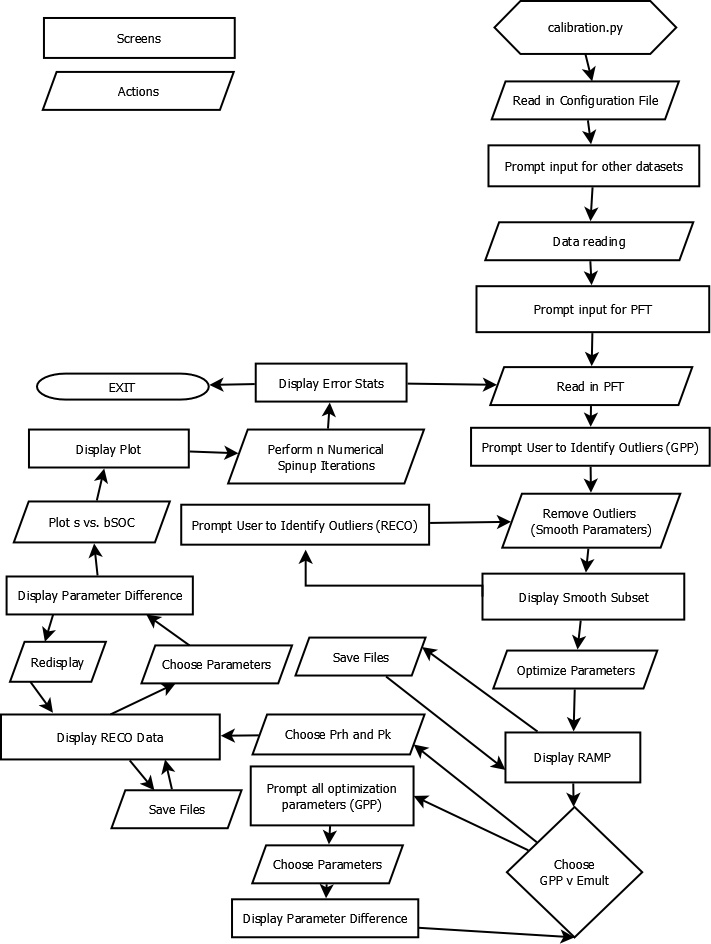 Screens
calibration.py
Actions
Read in Configuration File
Prompt input for other datasets
Data reading
Prompt input for PFT
EXIT
Display Error Stats
Read in PFT
Display Plot
Perform n Numerical
Spinup Iterations
Prompt User to Identify Outliers (GPP)
Plot s vs. bSOC
Prompt User to Identify Outliers (RECO)
Remove Outliers
(Smooth Paramaters)
Display Parameter Difference
Display Smooth Subset
Redisplay
Choose Parameters
Save Files
Optimize Parameters
Display RECO Data
Choose Prh and Pk
Display RAMP
Save Files
Prompt all optimization
parameters (GPP)
Choose Parameters
Choose
GPP v Emult
Display Parameter Difference